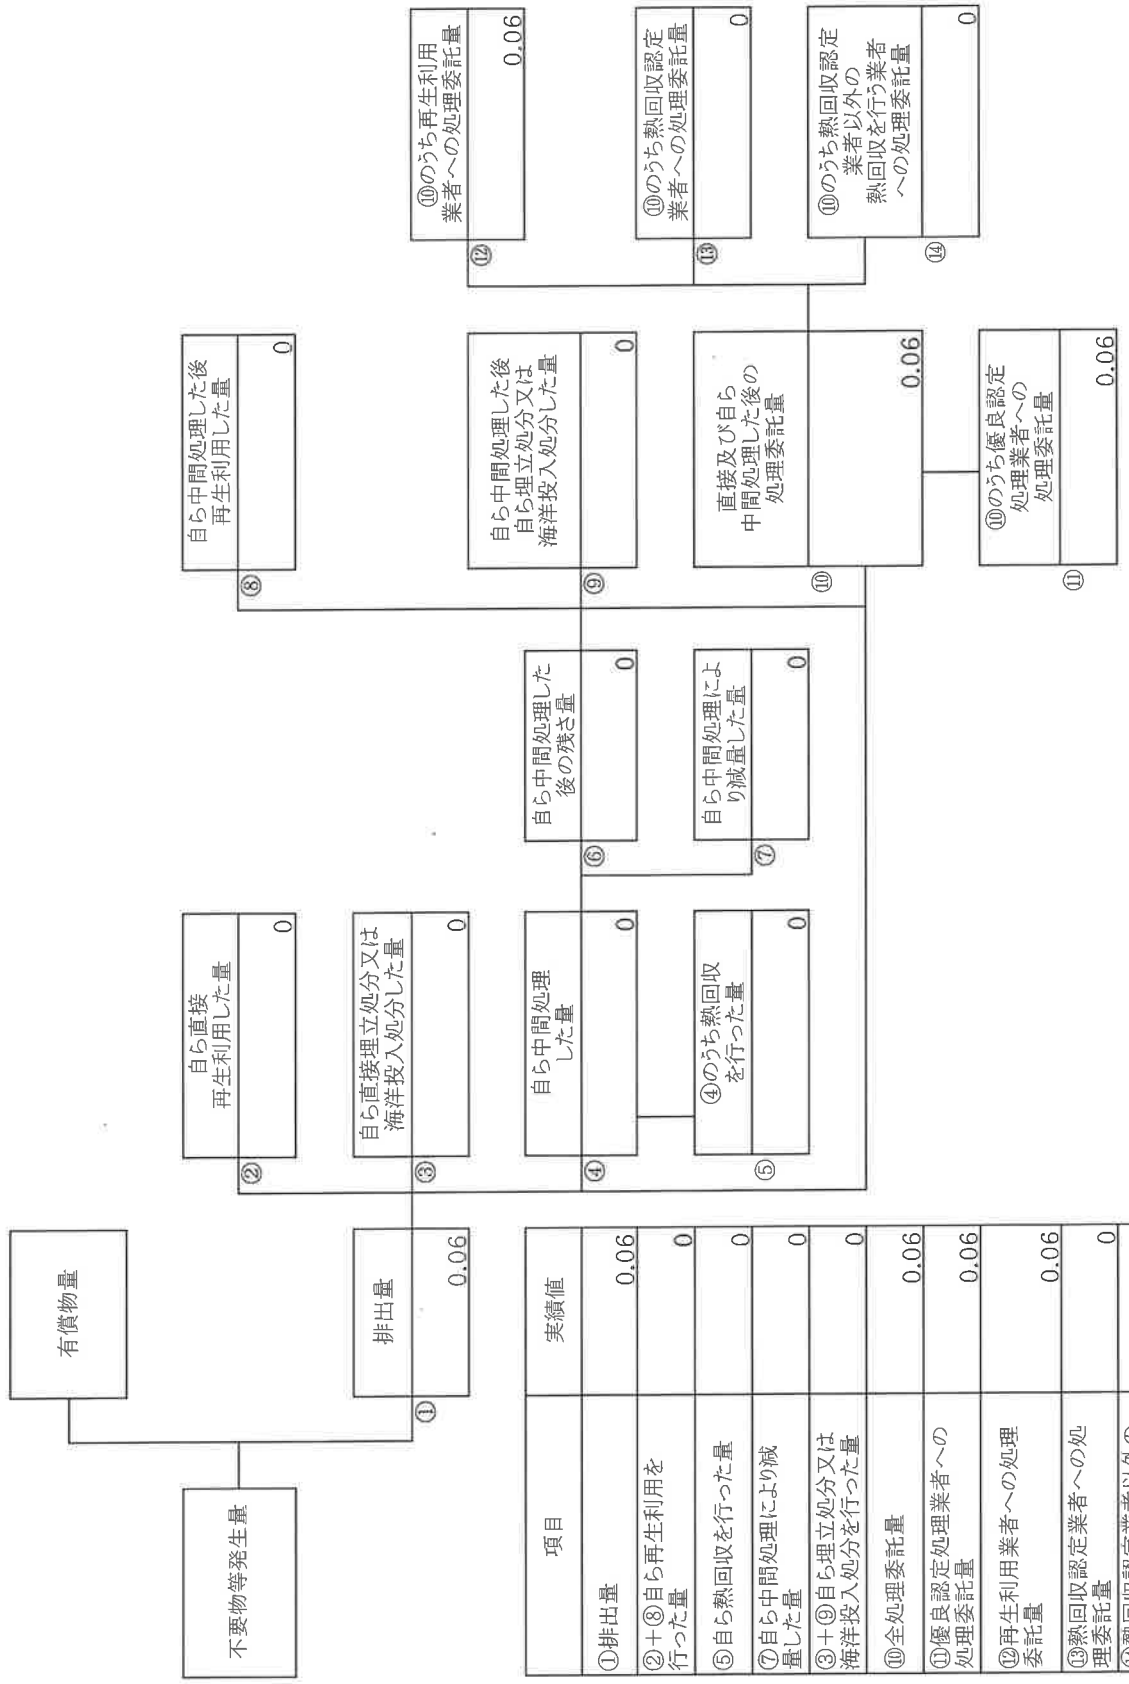 有償物量
不要物等発生量
排出量
①
0.06
自ら直接
再生利用した量
②
0
自ら直接埋立処分又は
海洋投入処分した量
③
0
自ら中間処理
した量
④
0
④のうち熱回収
を行った量
⑤
0
自ら中間処理した
後の残さ量
⑥
0
自ら中間処理によ
り減量した量
⑦
0
自ら中間処理した後
再生利用した量
⑧
0
自ら中間処理した後
自ら埋立処分又は
海洋投入処分した量
⑨
0
直接及び自ら
中間処理した後の
処理委託量
⑩
0.06
⑩のうち優良認定
処理業者への
処理委託量
⑪
0.06
⑩のうち再生利用
業者への処理委託量
⑫
0.06
⑩のうち熱回収認定
業者への処理委託量
⑬
0
⑩のうち熱回収認定
業者以外の
熱回収を行う業者
への処理委託量
⑭
0
項目 実績値
①排出量 0.06
②+⑧自ら再生利用を
行った量 0
⑤自ら熱回収を行った量 0
⑦自ら中間処理により減
量した量 0
③+⑨自ら埋立処分又は
海洋投入処分を行った量 0
⑩全処理委託量 0.06
⑪優良認定処理業者への
処理委託量 0.06
⑫再生利用業者への処理
委託量 0.06
⑬熱回収認定業者への処
理委託量 0